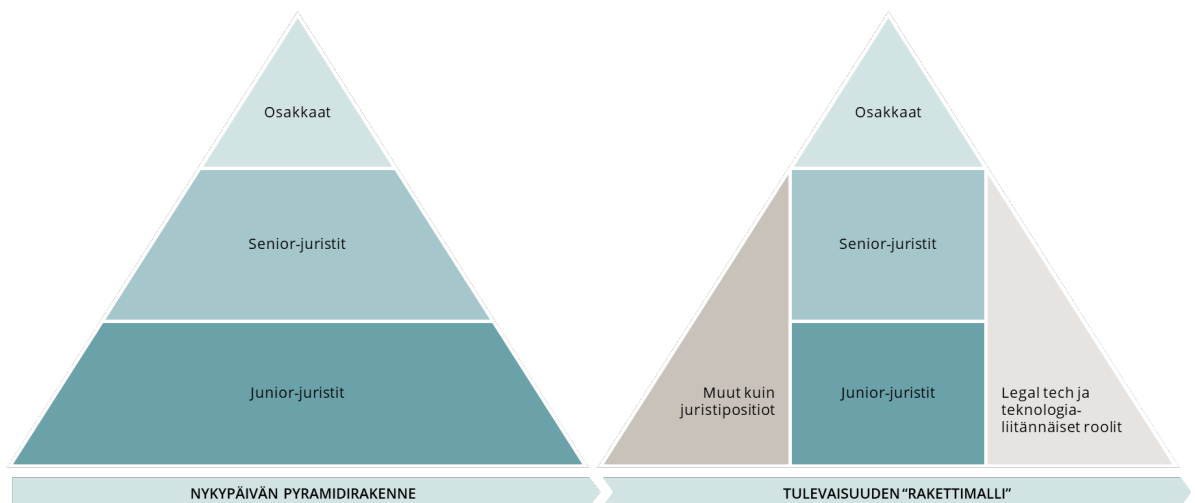 Osakkaat
Senior-juristit
Junior-juristit
NYKYPÄIVÄN PYRAMIDIRAKENNE
Osakkaat
Senior-juristit
Muut kuin
juristipositiot
Junior-juristit
Legal tech ja
teknologia-
liitännäiset roolit
TULEVAISUUDEN “RAKETTIMALLI”